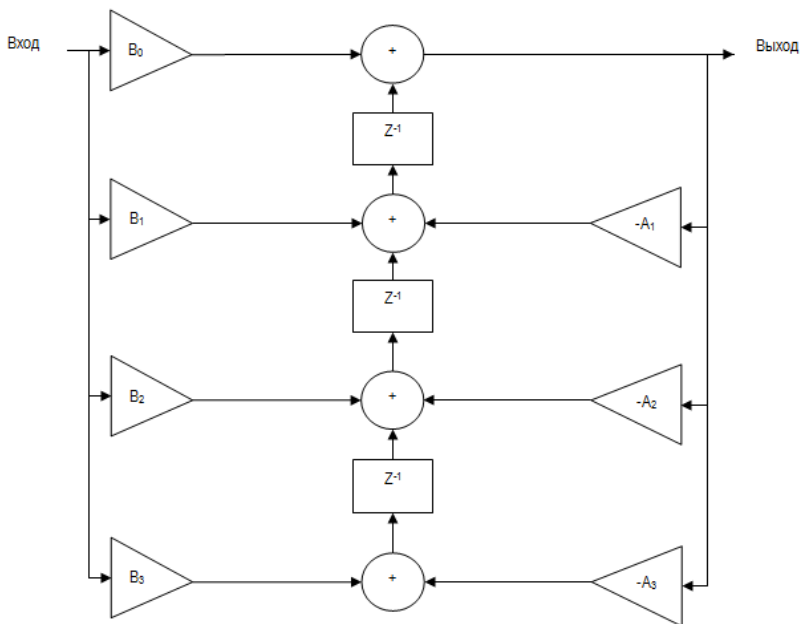 Вход
B₀
+
Выход
Z⁻¹
B₁
+
-A₁
Z⁻¹
B₂
+
-A₂
Z⁻¹
B₃
+
-A₃